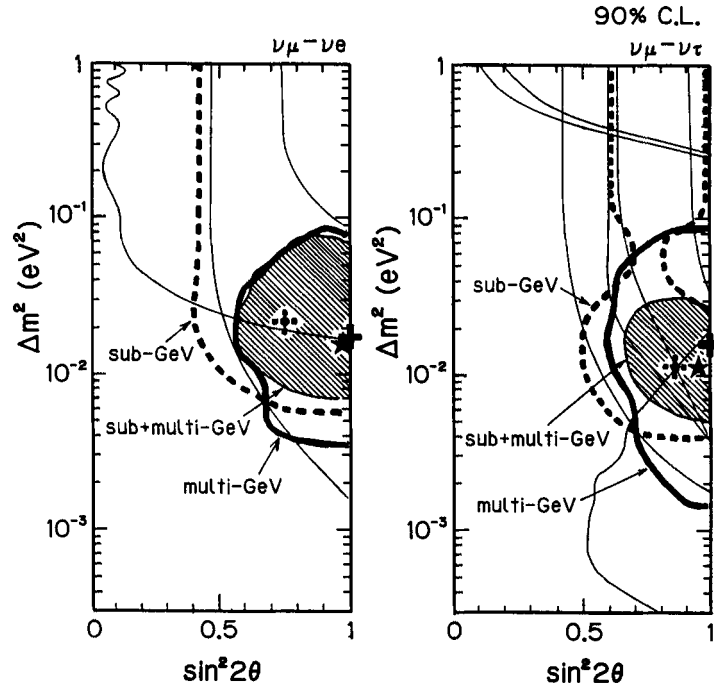 90% C.L.
νμ−νe
νμ−ντ
1
10⁻¹
10⁻²
10⁻³
Δm² (eV²)
sub-GeV
sub+multi-GeV
multi-GeV
0
0.5
1
sin²2θ
1
10⁻¹
10⁻²
10⁻³
Δm² (eV²)
sub-GeV
sub+multi-GeV
multi-GeV
0
0.5
1
sin²2θ